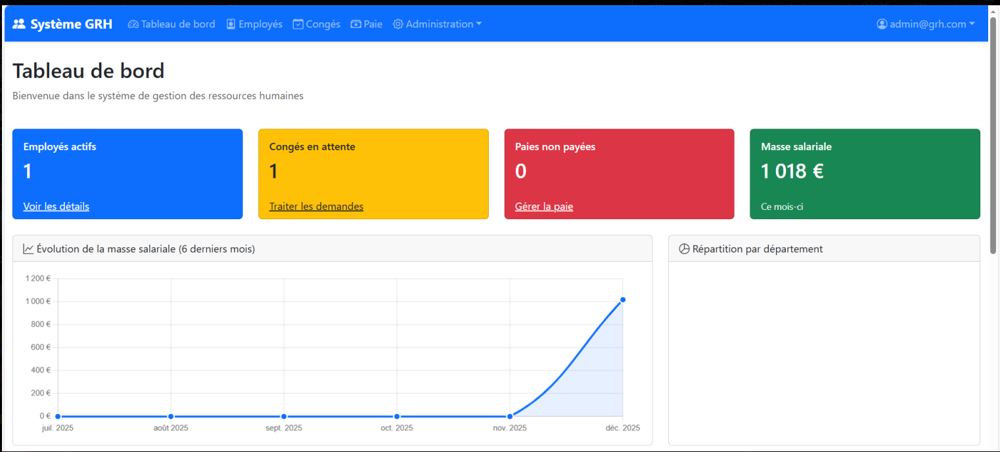 Système GRH Tableau de bord Employés Congés Paie Administration admin@grh.com
Tableau de bord
Bienvenue dans le système de gestion des ressources humaines
Employés actifs
1
Voir les détails
Congés en attente
1
Traiter les demandes
Paies non payées
0
Gérer la paie
Masse salariale
1 018 €
Ce mois-ci
Évolution de la masse salariale (6 derniers mois)
1 200 €
1 000 €
800 €
600 €
400 €
200 €
0 €
juil. 2025 août 2025 sept. 2025 oct. 2025 nov. 2025 déc. 2025
Répartition par département